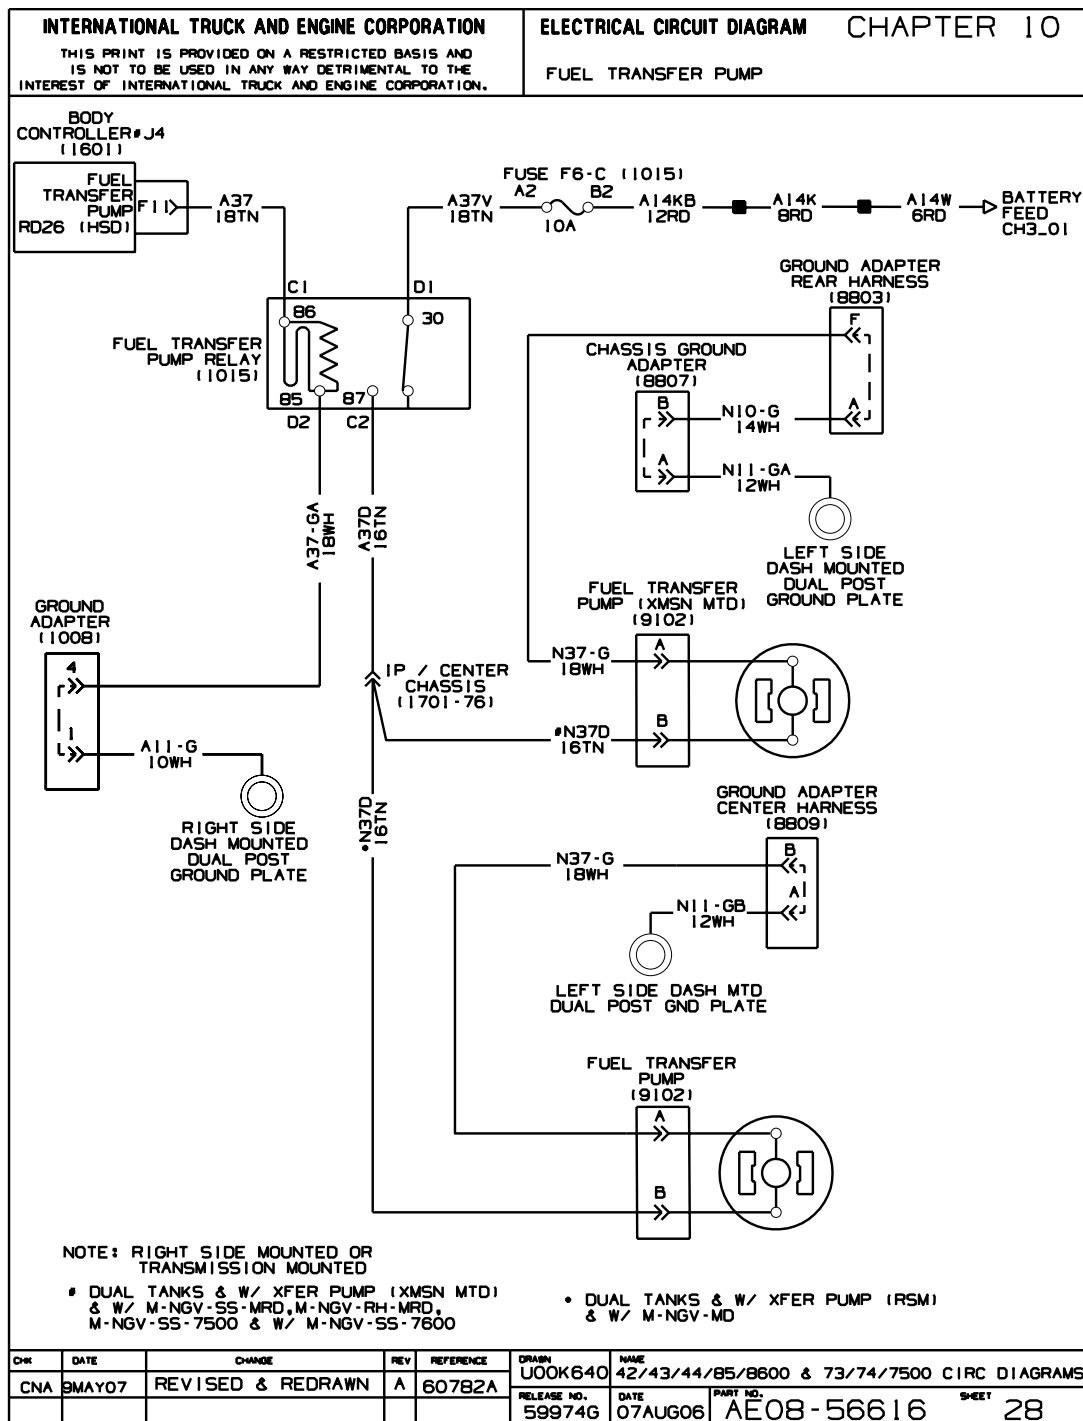 INTERNATIONAL TRUCK AND ENGINE CORPORATION
THIS PRINT IS PROVIDED ON A RESTRICTED BASIS AND
IS NOT TO BE USED IN ANY WAY DETRIMENTAL TO THE
INTEREST OF INTERNATIONAL TRUCK AND ENGINE CORPORATION.
ELECTRICAL CIRCUIT DIAGRAM
CHAPTER 10
FUEL TRANSFER PUMP
BODY
CONTROLLER#J4
(1601)
FUEL
TRANSFER
PUMP
RD26 (HSD)
F11
A37
18TN
A37V
18TN
FUSE F6-C (1015)
A2
B2
10A
A14KB
12RD
A14K
8RD
A14W
6RD
BATTERY
FEED
CH3_01
C1
D1
86
30
FUEL TRANSFER
PUMP RELAY
(1015)
85
87
D2
C2
GROUND ADAPTER
REAR HARNESS
(8803)
F
A
CHASSIS GROUND
ADAPTER
(8807)
B
A
N10-G
14WH
N11-GA
12WH
LEFT SIDE
DASH MOUNTED
DUAL POST
GROUND PLATE
A37-GA
18WH
A37D
16TN
GROUND
ADAPTER
(1008)
4
1
A11-G
10WH
RIGHT SIDE
DASH MOUNTED
DUAL POST
GROUND PLATE
IP / CENTER
CHASSIS
(1701-76)
FUEL TRANSFER
PUMP (XMSN MTD)
(9102)
A
B
N37-G
18WH
#N37D
16TN
•N37D
16TN
GROUND ADAPTER
CENTER HARNESS
(8809)
B
A
N37-G
18WH
N11-GB
12WH
LEFT SIDE DASH MTD
DUAL POST GND PLATE
FUEL TRANSFER
PUMP
(9102)
A
B
NOTE: RIGHT SIDE MOUNTED OR
TRANSMISSION MOUNTED
# DUAL TANKS & W/ XFER PUMP (XMSN MTD)
& W/ M-NGV-SS-MRD,M-NGV-RH-MRD,
M-NGV-SS-7500 & W/ M-NGV-SS-7600
• DUAL TANKS & W/ XFER PUMP (RSM)
& W/ M-NGV-MD
CHK DATE CHANGE REV REFERENCE
CNA 9MAY07 REVISED & REDRAWN A 60782A
DRAWN
U00K640
NAME
42/43/44/85/8600 & 73/74/7500 CIRC DIAGRAMS
RELEASE NO.
59974G
DATE
07AUG06
PART NO.
AE08-56616
SHEET
28